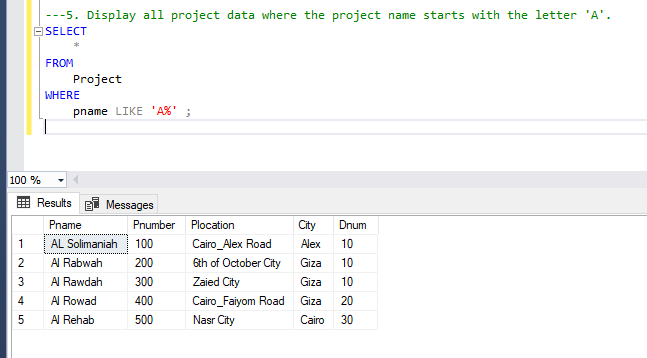 ---5. Display all project data where the project name starts with the letter 'A'.
SELECT
*
FROM
Project
WHERE
pname LIKE 'A%' ;
100 %
Results Messages
Pname Pnumber Plocation City Dnum
1 AL Solimaniah 100 Cairo_Alex Road Alex 10
2 Al Rabwah 200 6th of October City Giza 10
3 Al Rawdah 300 Zaied City Giza 10
4 Al Rowad 400 Cairo_Faiyom Road Giza 20
5 Al Rehab 500 Nasr City Cairo 30